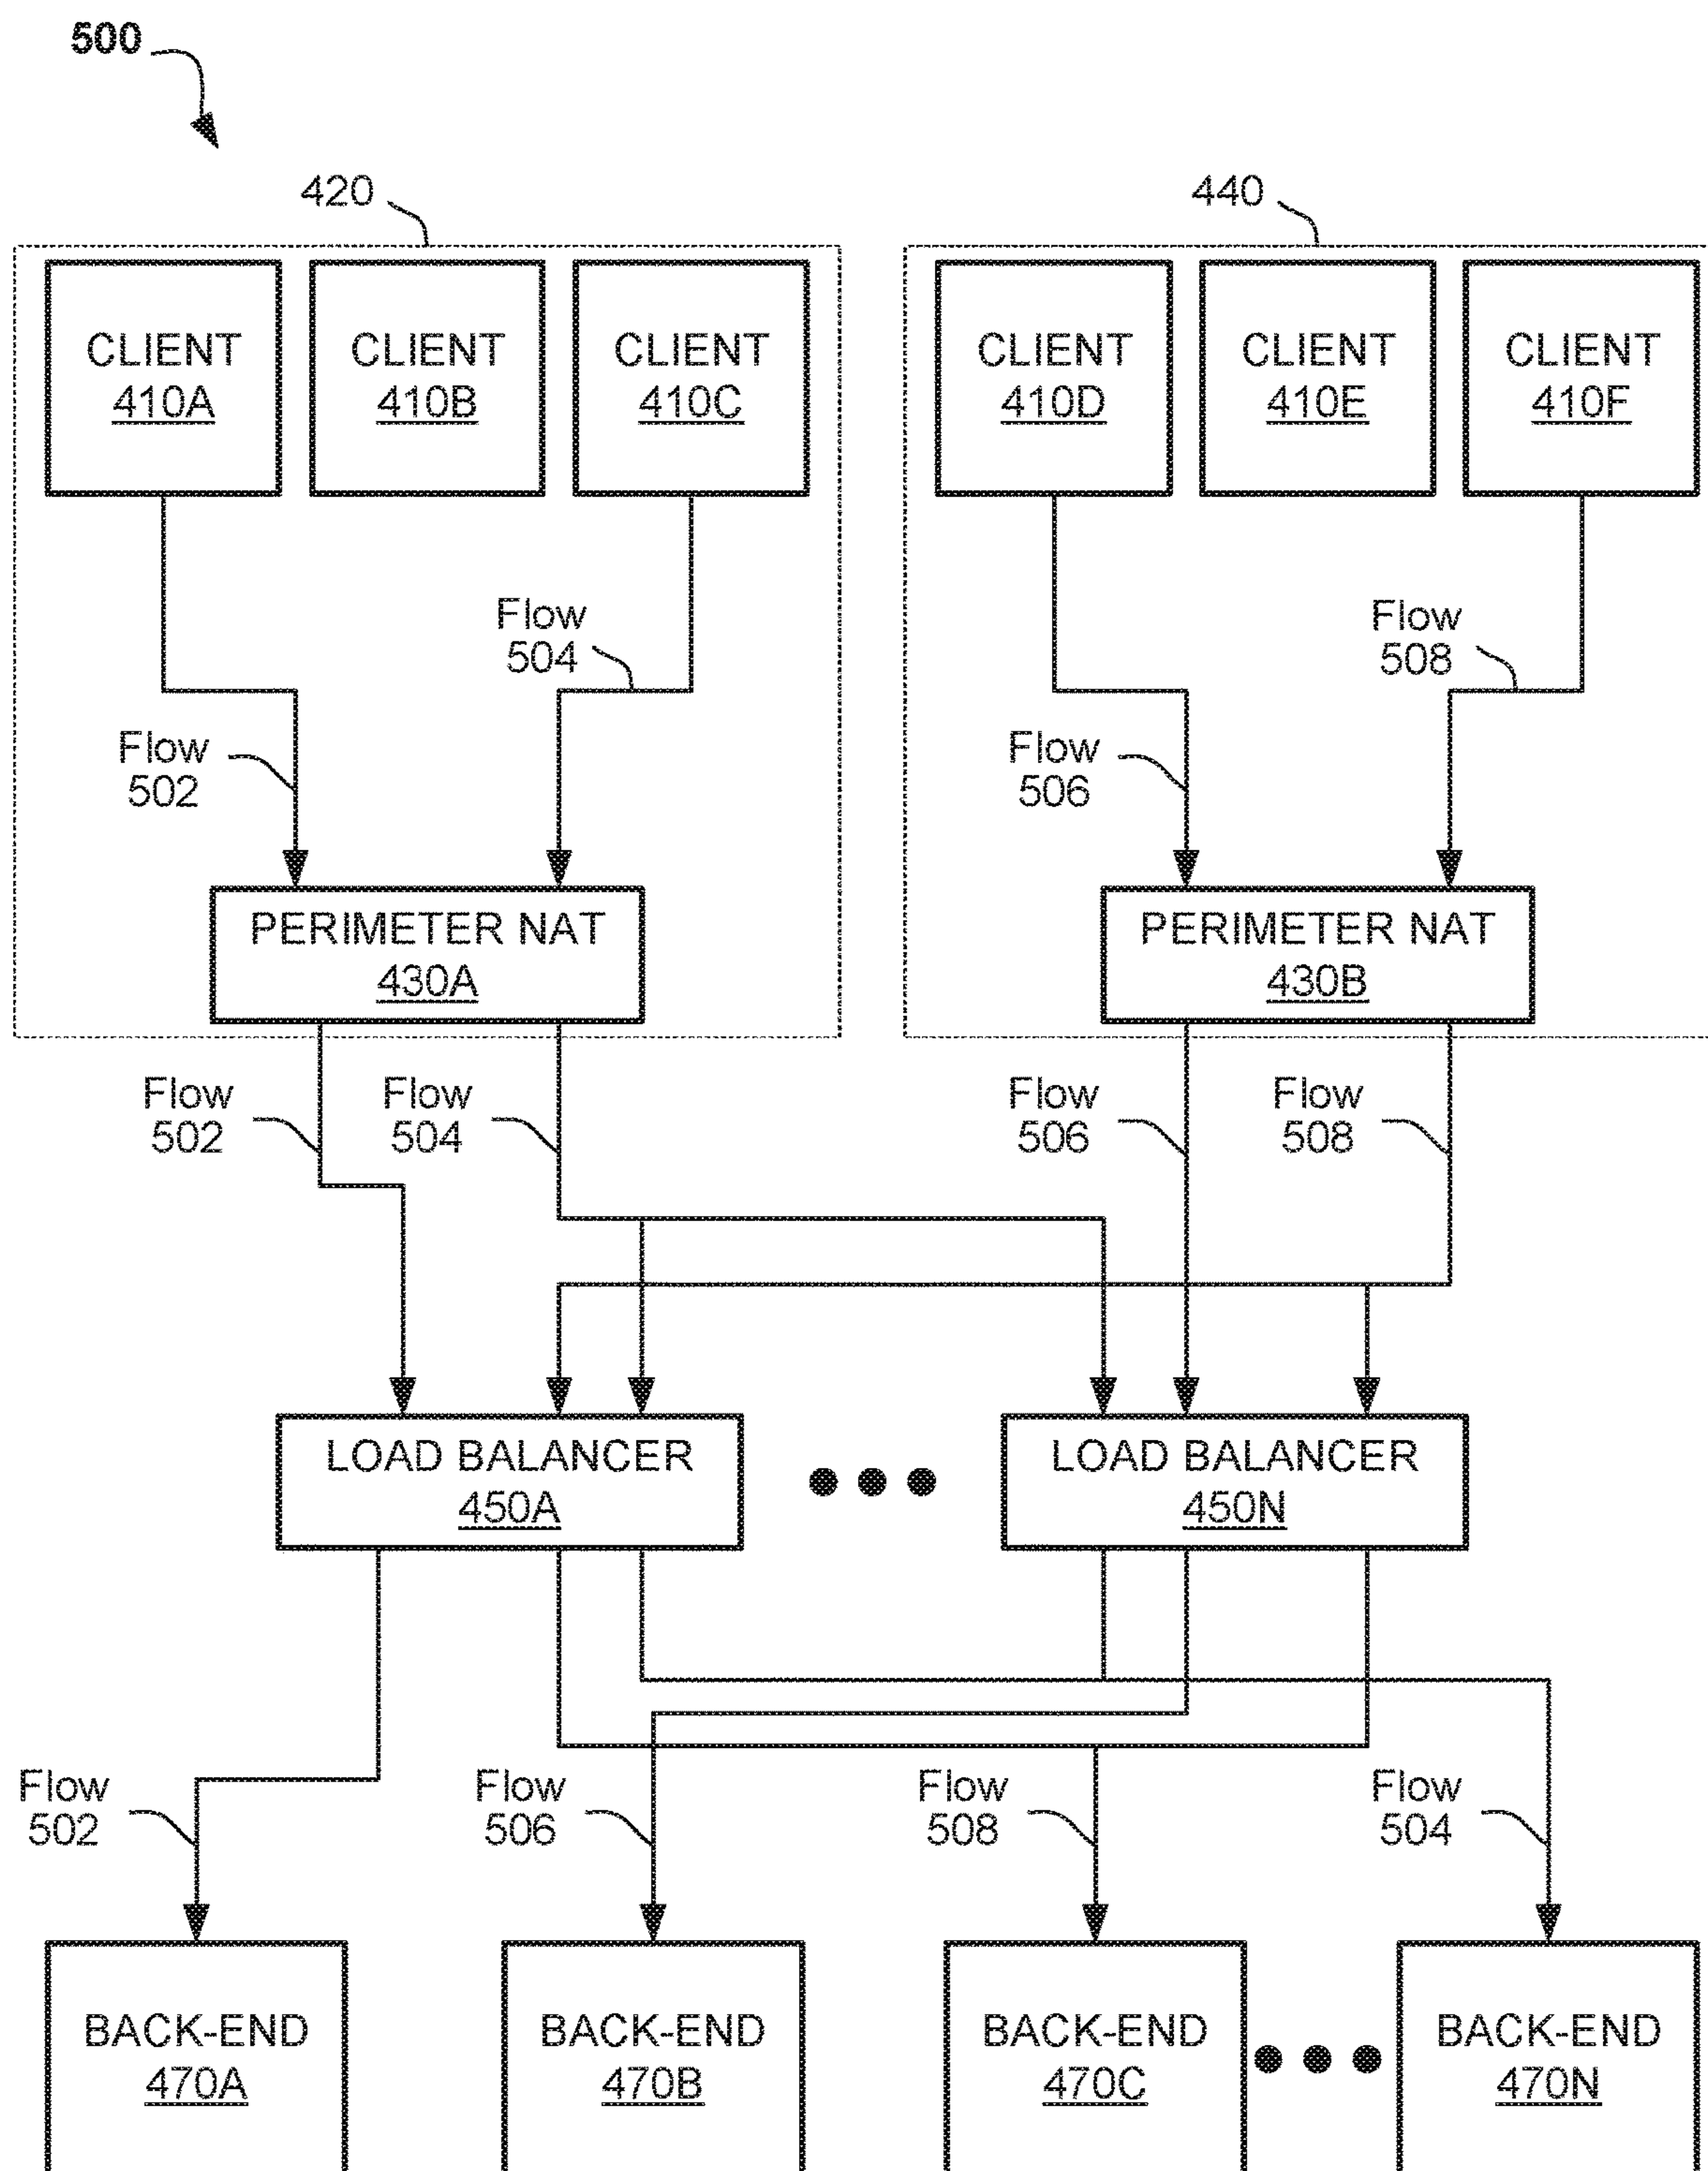 500
420
440
CLIENT
410A
CLIENT
410B
CLIENT
410C
CLIENT
410D
CLIENT
410E
CLIENT
410F
Flow
504
Flow
508
Flow
502
Flow
506
PERIMETER NAT
430A
PERIMETER NAT
430B
Flow
502
Flow
504
Flow
506
Flow
508
LOAD BALANCER
450A
LOAD BALANCER
450N
Flow
502
Flow
506
Flow
508
Flow
504
BACK-END
470A
BACK-END
470B
BACK-END
470C
BACK-END
470N